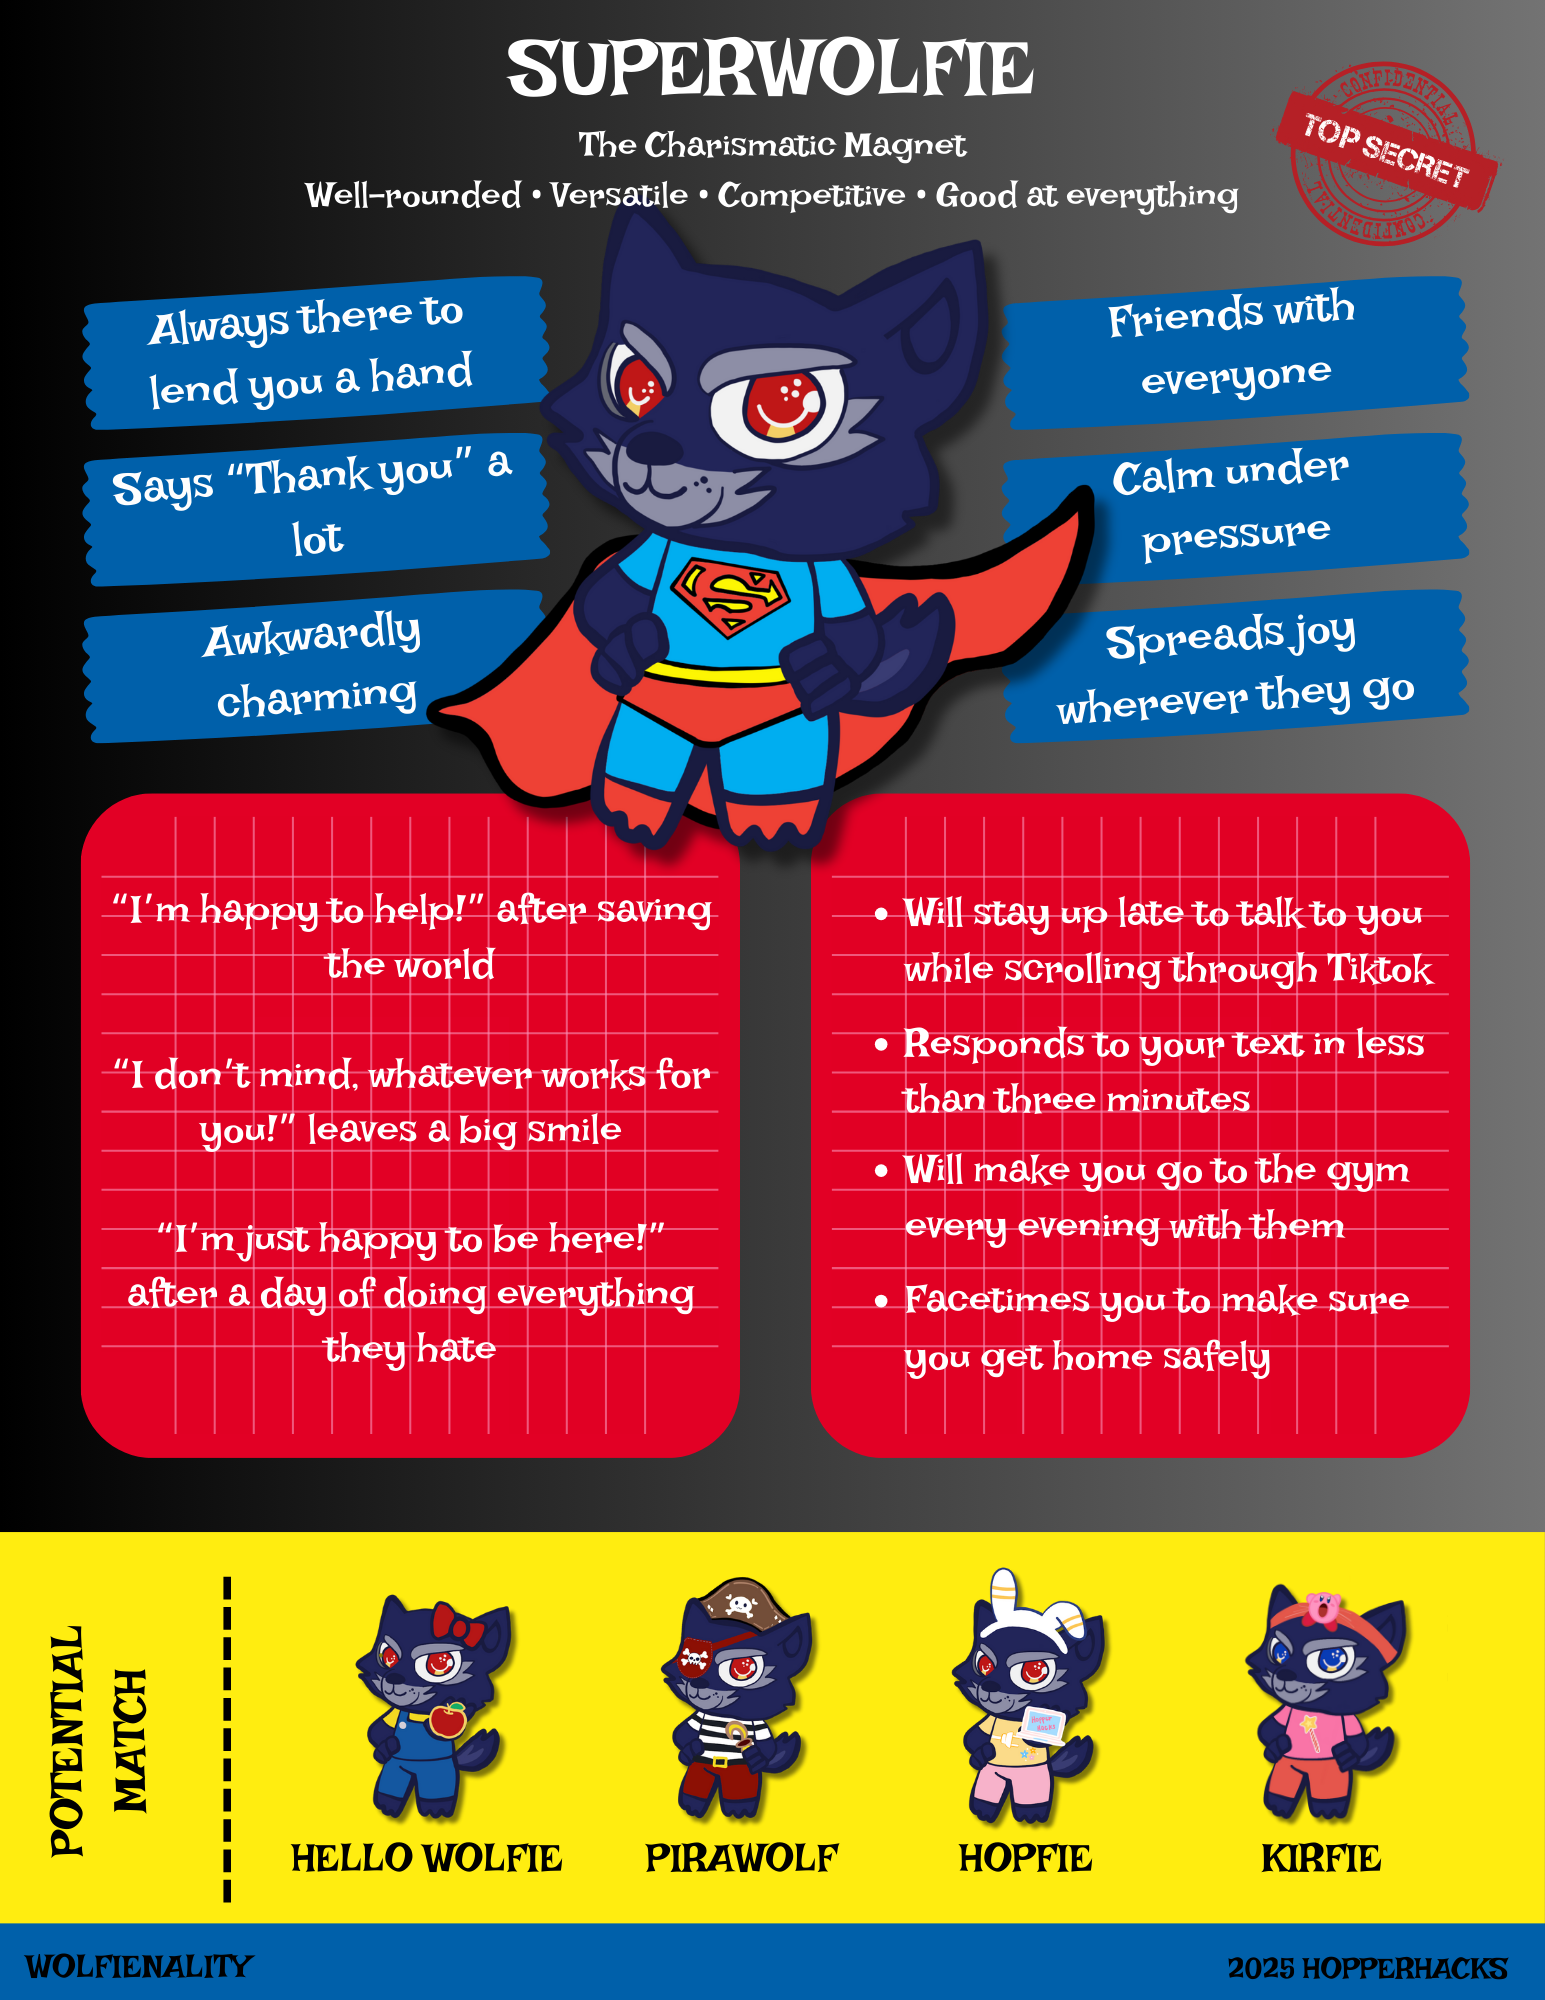 SUPERWOLFIE
The Charismatic Magnet
Well-rounded • Versatile • Competitive • Good at everything
CONFIDENTIAL
TOP SECRET
CONFIDENTIAL
Always there to
lend you a hand
Says “Thank you” a
lot
Awkwardly
charming
Friends with
everyone
Calm under
pressure
Spreads joy
wherever they go
S
“I’m happy to help!” after saving
the world
“I don’t mind, whatever works for
you!” leaves a big smile
“I’m just happy to be here!”
after a day of doing everything
they hate
• Will stay up late to talk to you
while scrolling through Tiktok
• Responds to your text in less
than three minutes
• Will make you go to the gym
every evening with them
• Facetimes you to make sure
you get home safely
POTENTIAL
MATCH
Hopper
Hacks
HELLO WOLFIE
PIRAWOLF
HOPFIE
KIRFIE
WOLFIENALITY
2025 HOPPERHACKS